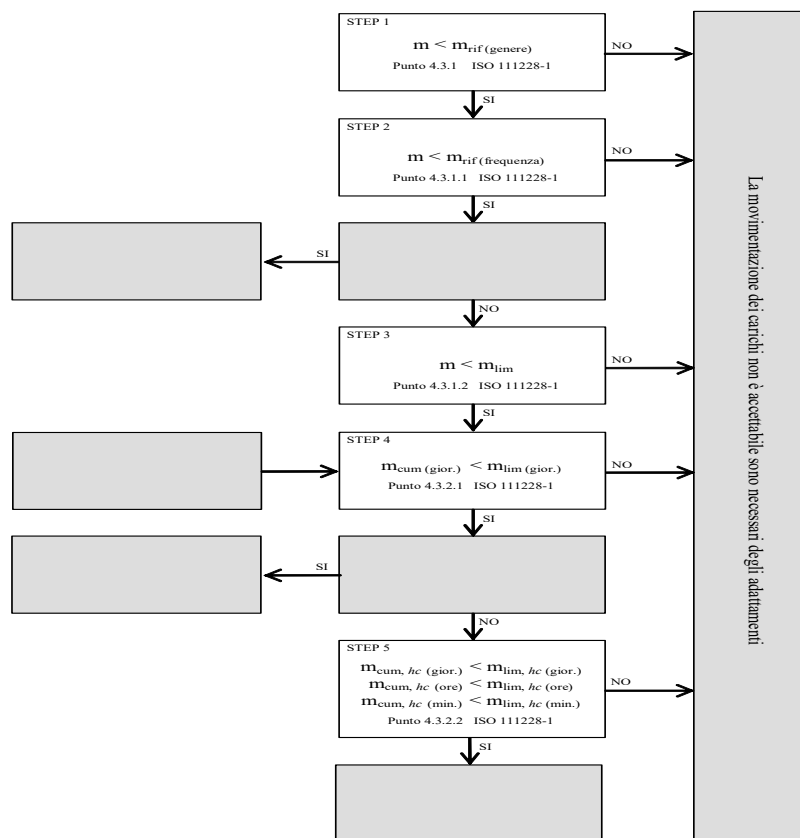 STEP 1
m < mrif (genere)
Punto 4.3.1 ISO 111228-1
NO
SI
STEP 2
m < mrif (frequenza)
Punto 4.3.1.1 ISO 111228-1
NO
SI
SI
NO
STEP 3
m < mlim
Punto 4.3.1.2 ISO 111228-1
NO
SI
STEP 4
mcum (gior.) < mlim (gior.)
Punto 4.3.2.1 ISO 111228-1
NO
SI
SI
NO
STEP 5
mcum, hc (gior.) < mlim, hc (gior.)
mcum, hc (ore) < mlim, hc (ore)
mcum, hc (min.) < mlim, hc (min.)
Punto 4.3.2.2 ISO 111228-1
NO
SI
La movimentazione dei carichi non è accettabile sono necessari degli adattamenti